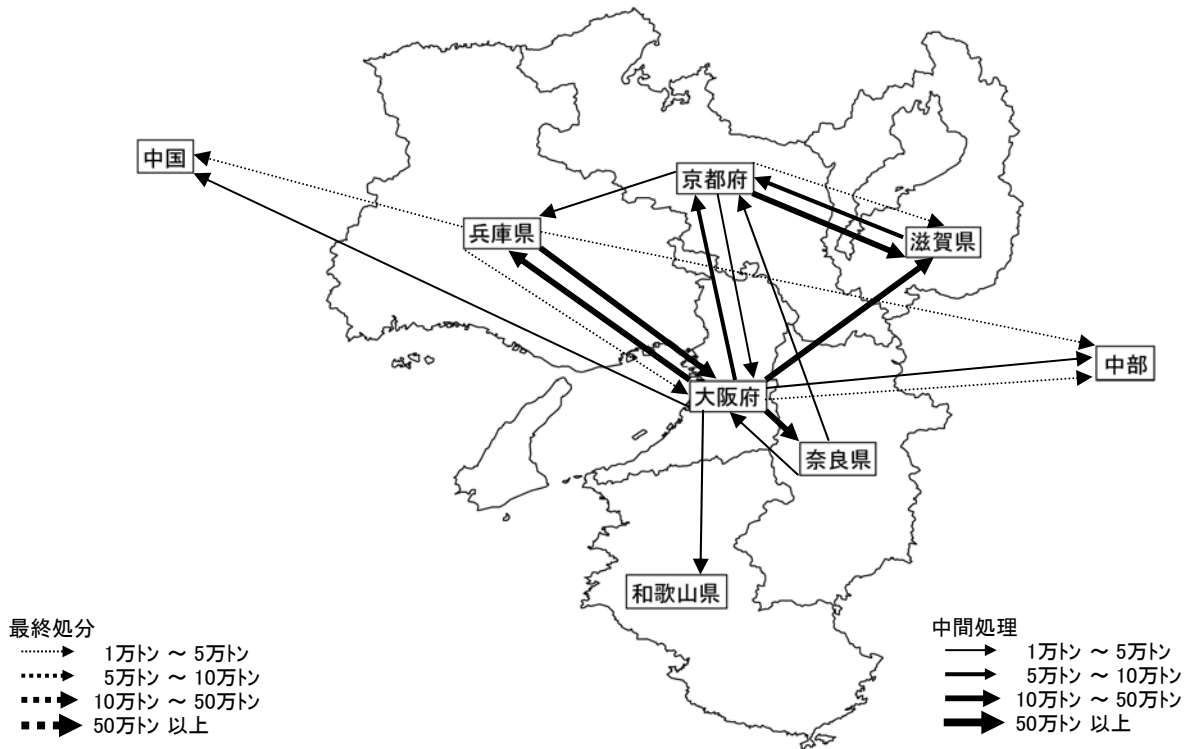 中国
京都府
兵庫県
滋賀県
中部
大阪府
奈良県
和歌山県
最終処分
1万トン ～ 5万トン
5万トン ～ 10万トン
10万トン ～ 50万トン
50万トン 以上
中間処理
1万トン ～ 5万トン
5万トン ～ 10万トン
10万トン ～ 50万トン
50万トン 以上